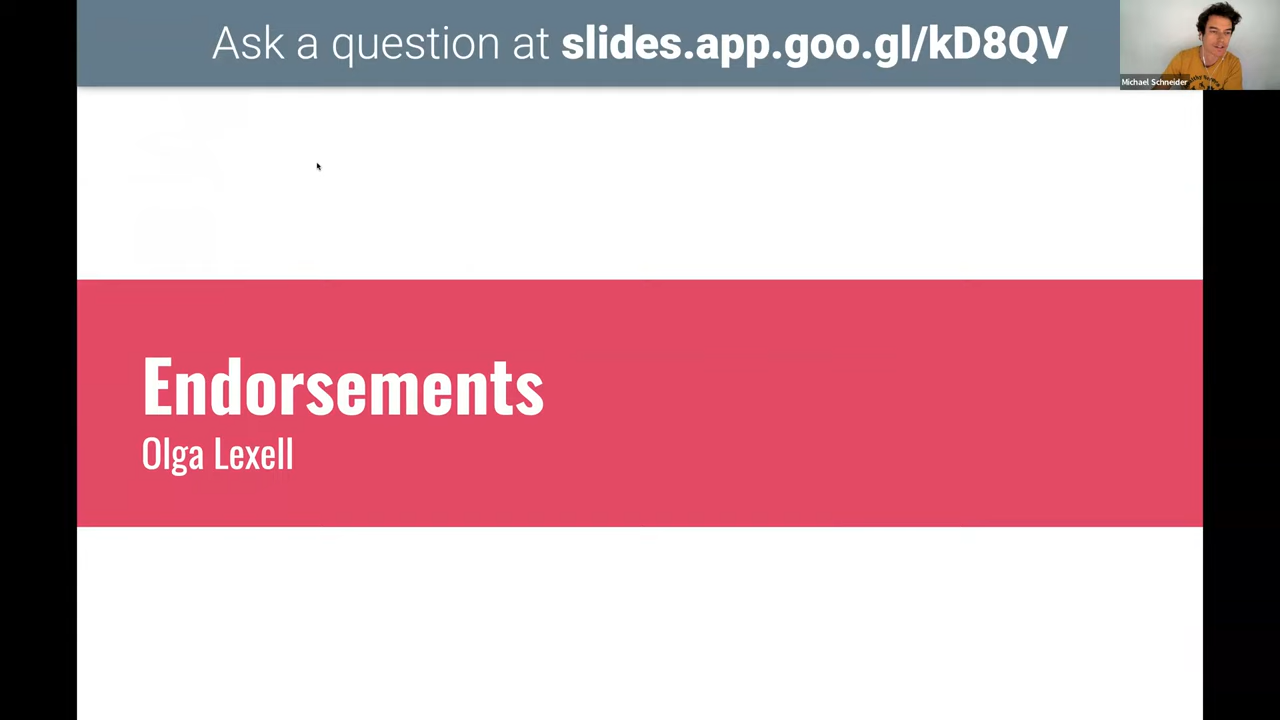 Ask a question at slides.app.goo.gl/kD8QV
Michael Schneider
Endorsements
Olga Lexell